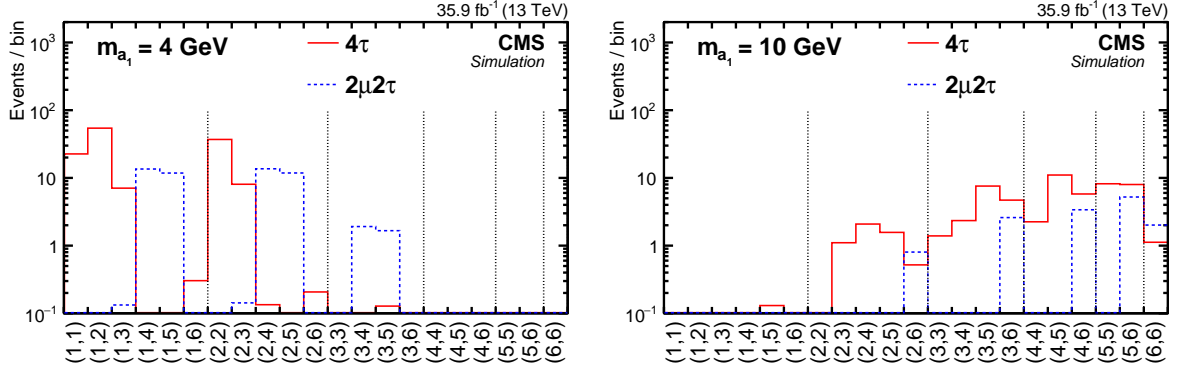 35.9 fb⁻¹ (13 TeV)
Events / bin
10³
10²
10
1
10⁻¹
m_a₁ = 4 GeV
4τ
2μ2τ
CMS
Simulation
(1,1) (1,2) (1,3) (1,4) (1,5) (1,6) (2,2) (2,3) (2,4) (2,5) (2,6) (3,3) (3,4) (3,5) (3,6) (4,4) (4,5) (4,6) (5,5) (5,6) (6,6)
35.9 fb⁻¹ (13 TeV)
Events / bin
10³
10²
10
1
10⁻¹
m_a₁ = 10 GeV
4τ
2μ2τ
CMS
Simulation
(1,1) (1,2) (1,3) (1,4) (1,5) (1,6) (2,2) (2,3) (2,4) (2,5) (2,6) (3,3) (3,4) (3,5) (3,6) (4,4) (4,5) (4,6) (5,5) (5,6) (6,6)